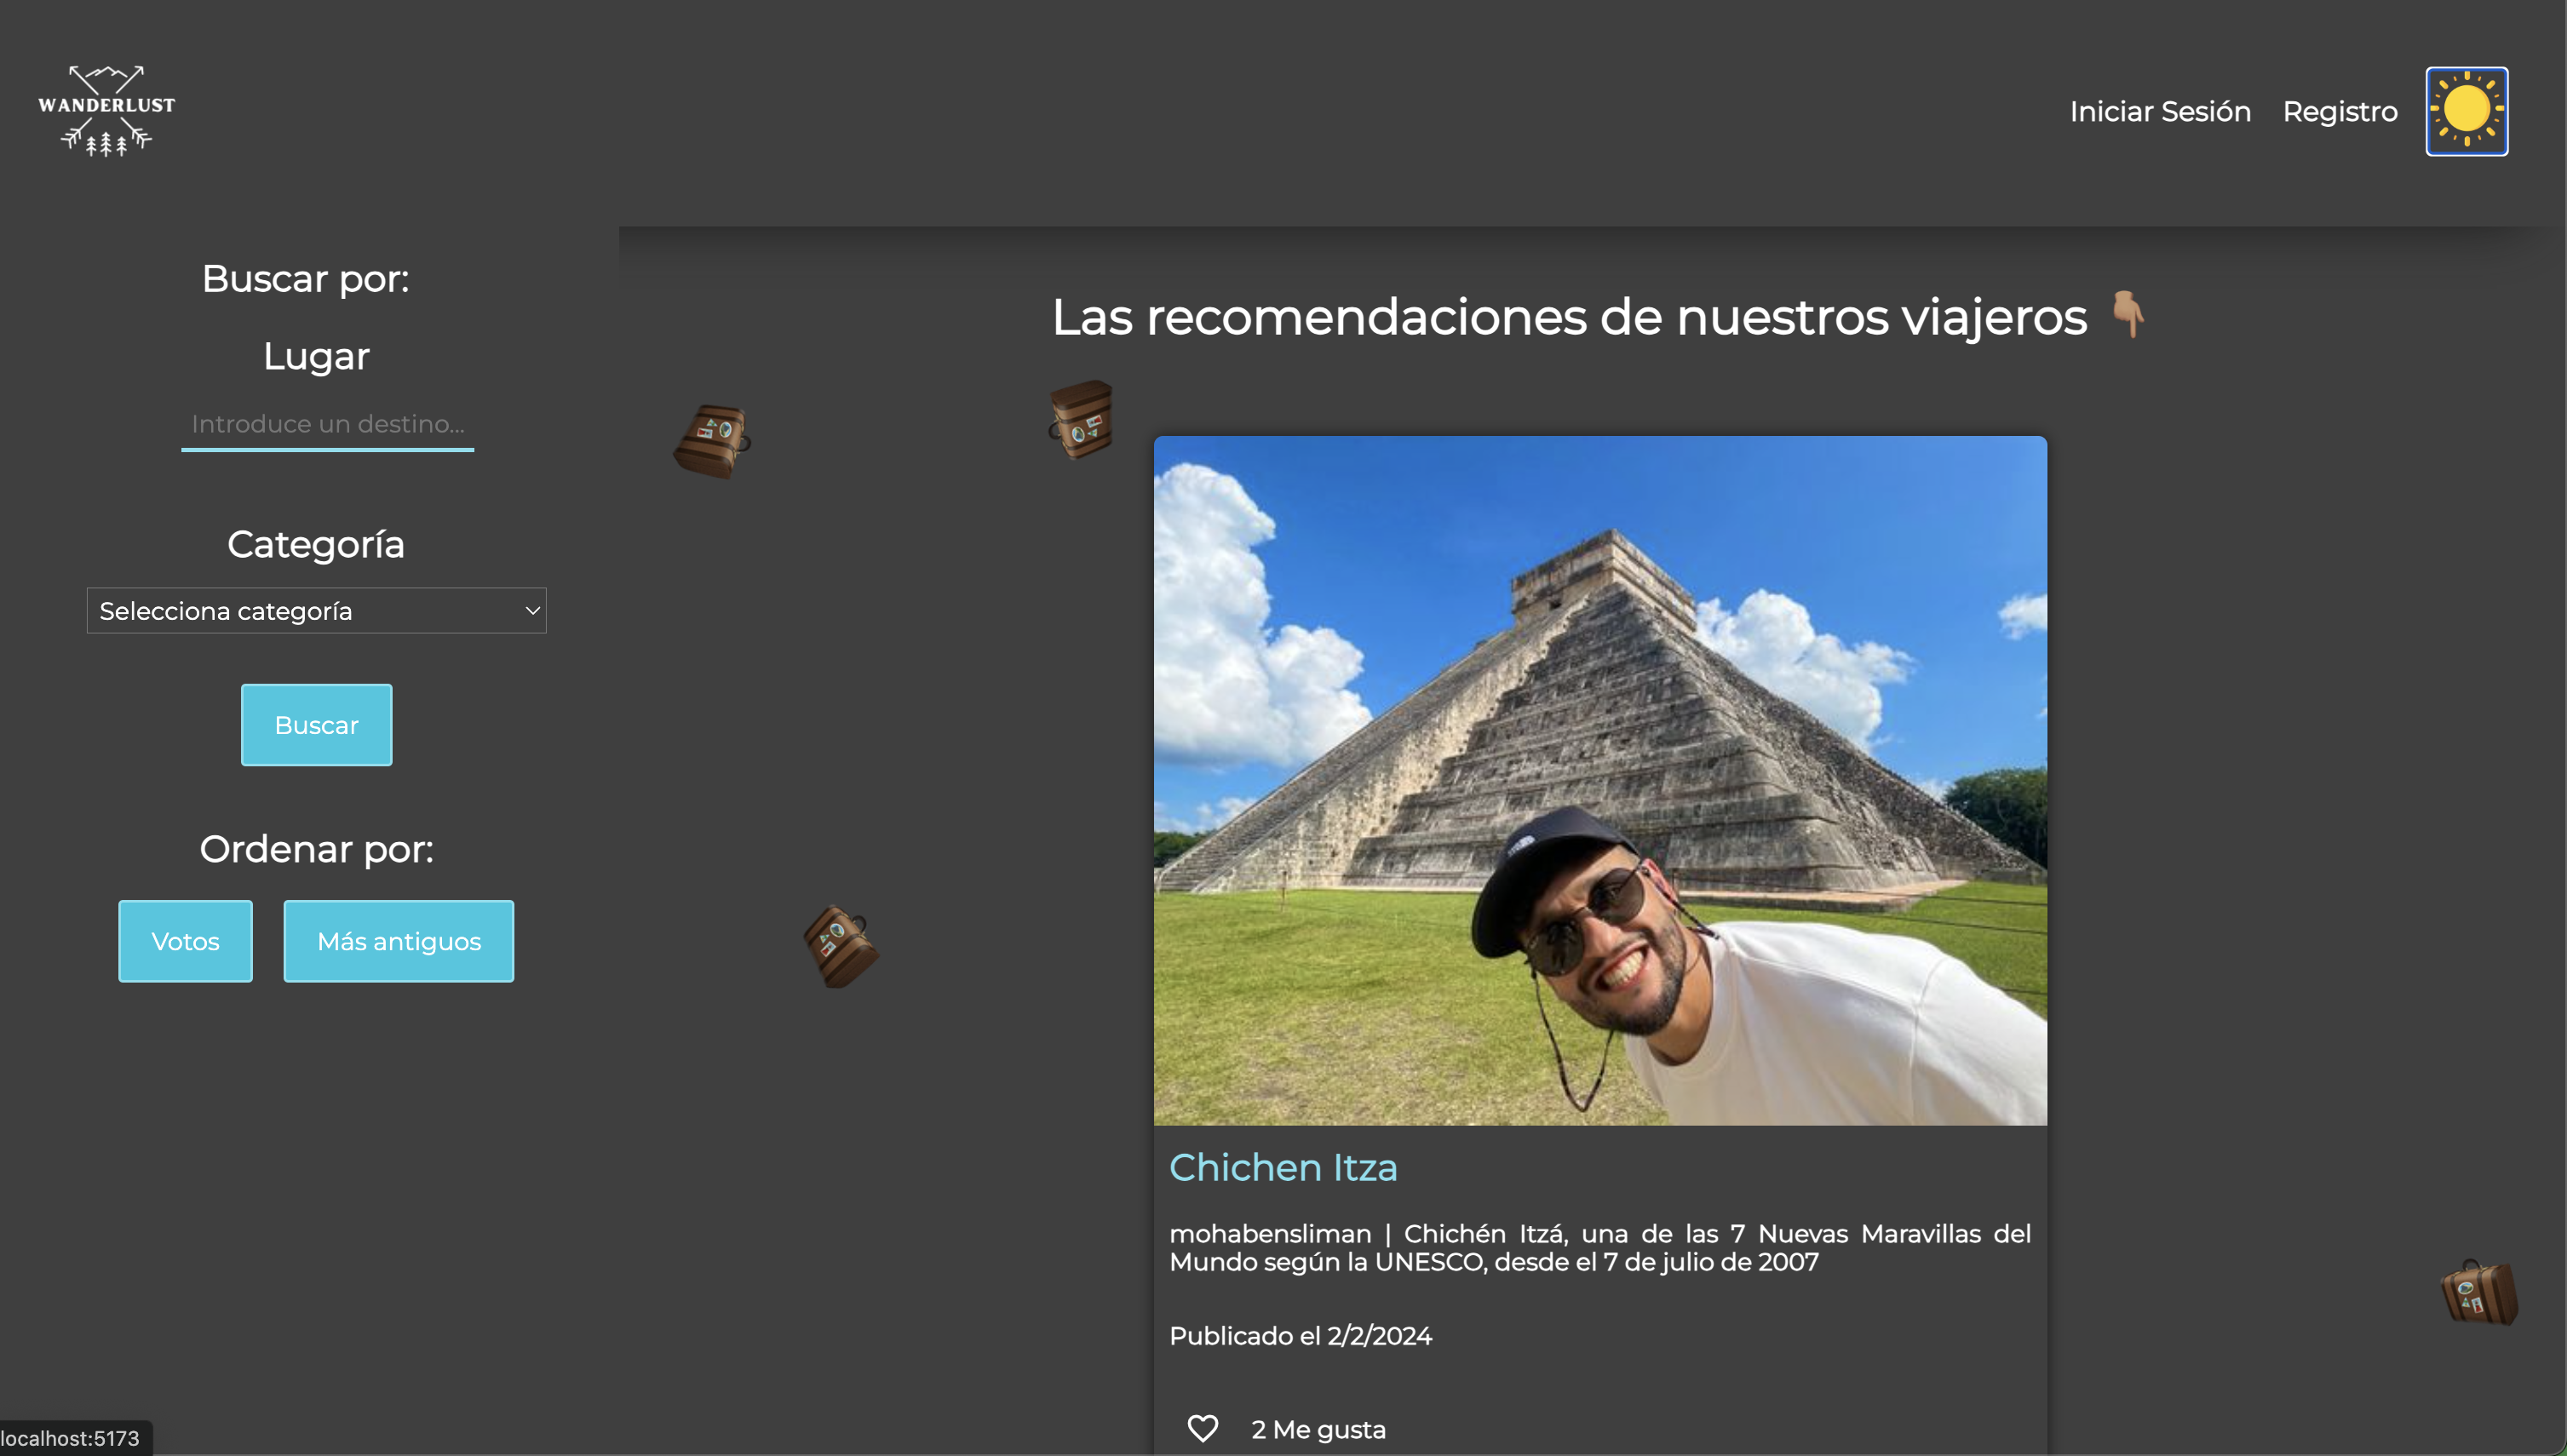 WANDERLUST
Iniciar Sesión Registro
Buscar por:
Lugar
Introduce un destino...
Categoría
Selecciona categoría
Buscar
Ordenar por:
Votos Más antiguos
Las recomendaciones de nuestros viajeros 👇🏽
Chichen Itza
mohabensliman | Chichén Itzá, una de las 7 Nuevas Maravillas del
Mundo según la UNESCO, desde el 7 de julio de 2007
Publicado el 2/2/2024
2 Me gusta
localhost:5173